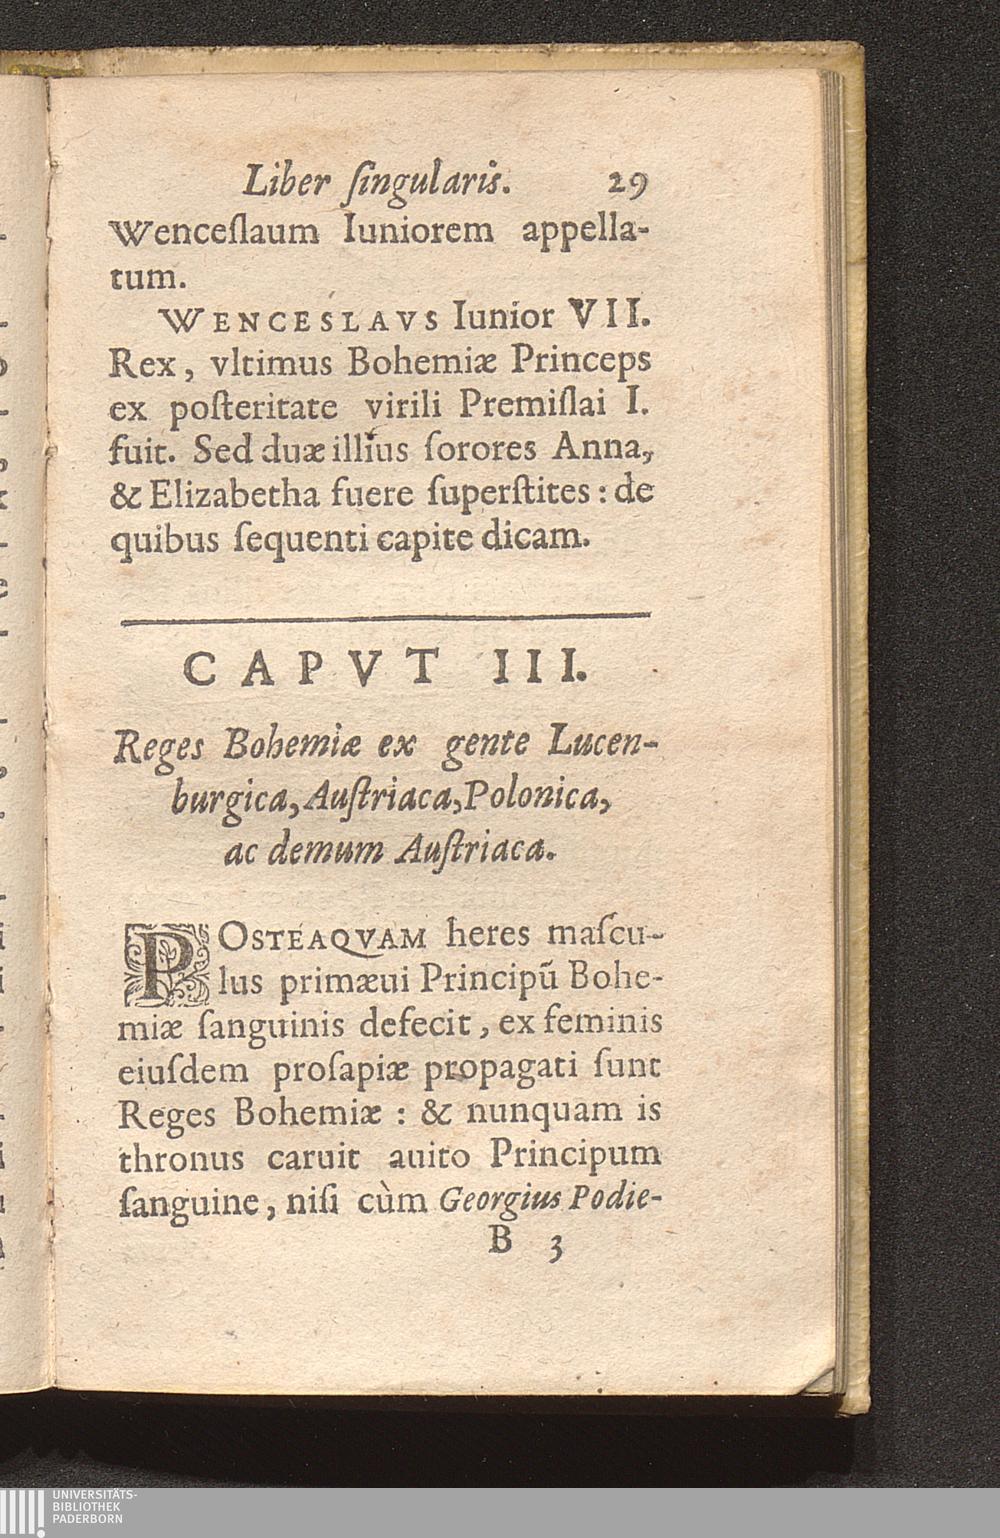 Liber ſingularis. 29
Wenceſlaum Iuniorem appella-
tum.
WENCESLAVS Iunior VII.
Rex, vltimus Bohemiæ Princeps
ex poſteritate virili Premiſlai I.
fuit. Sed duæ illius ſorores Anna,
& Elizabetha fuere ſuperſtites: de
quibus ſequenti capite dicam.
CAPVT III.
Reges Bohemiæ ex gente Lucen-
burgica, Auſtriaca, Polonica,
ac demum Auſtriaca.
POSTEAQVAM heres maſcu-
lus primæui Principū Bohe-
miæ ſanguinis defecit, ex feminis
eiuſdem proſapiæ propagati ſunt
Reges Bohemiæ : & nunquam is
thronus caruit auito Principum
ſanguine, niſi cùm Georgius Podie-
B 3
UNIVERSITÄTS-
BIBLIOTHEK
PADERBORN